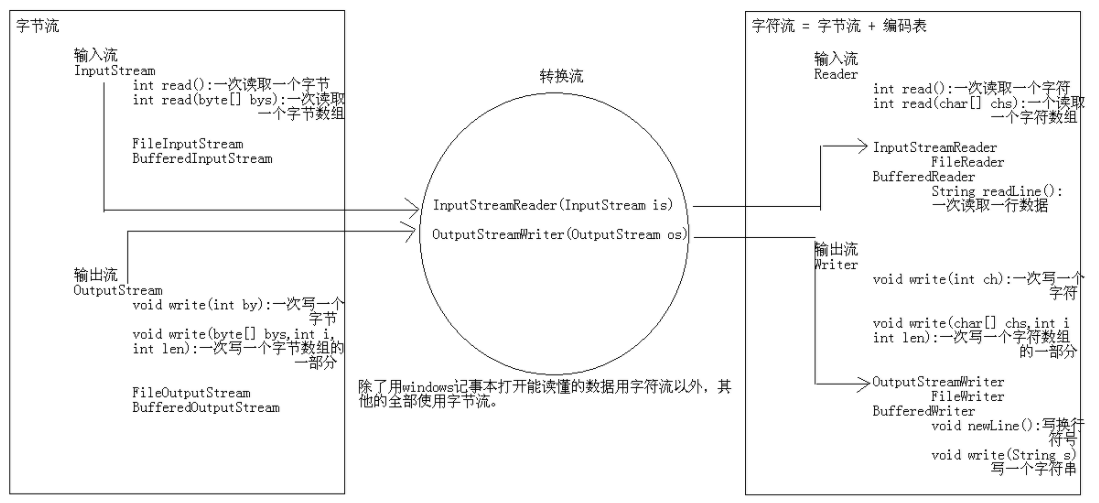 字节流
输入流
InputStream
int read():一次读取一个字节
int read(byte[] bys):一次读取
一个字节数组
FileInputStream
BufferedInputStream
输出流
OutputStream
void write(int by):一次写一个
字节
void write(byte[] bys,int i,
int len):一次写一个字节数组的
一部分
FileOutputStream
BufferedOutputStream
转换流
InputStreamReader(InputStream is)
OutputStreamWriter(OutputStream os)
除了用windows记事本打开能读懂的数据用字符流以外，其
他的全部使用字节流。
字符流 = 字节流 + 编码表
输入流
Reader
int read():一次读取一个字符
int read(char[] chs):一个读取
一个字符数组
InputStreamReader
FileReader
BufferedReader
String readLine():
一次读取一行数据
输出流
Writer
void write(int ch):一次写一个
字符
void write(char[] chs,int i
int len):一次写一个字符数组
的一部分
OutputStreamWriter
FileWriter
BufferedWriter
void newLine():写换行
符号
void write(String s)
写一个字符串